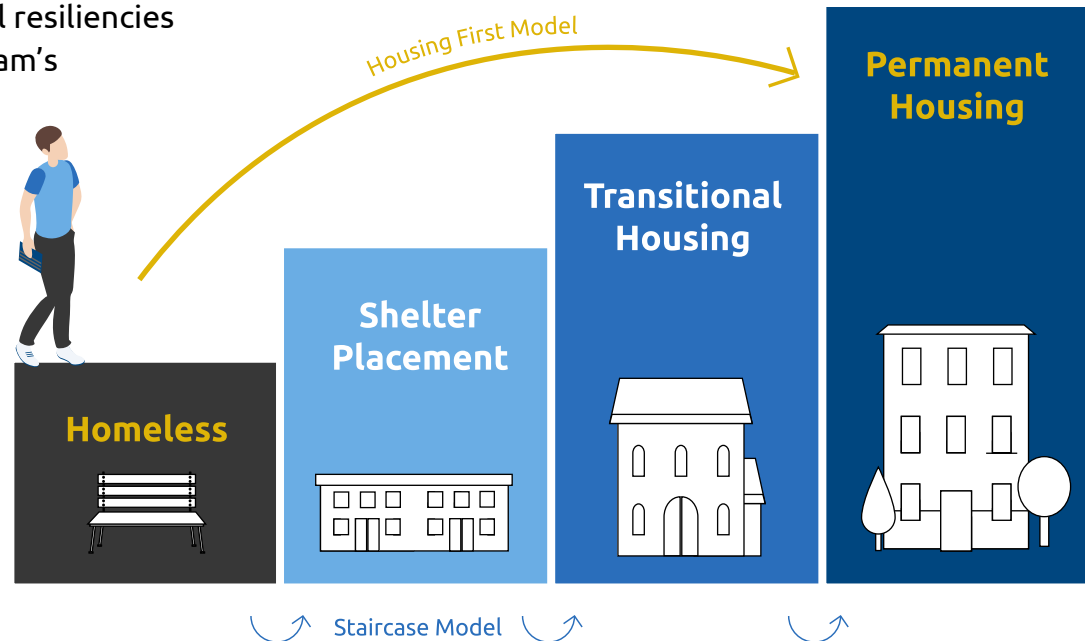 l resiliencies
am's
Housing First Model
Permanent
Housing
Transitional
Housing
Shelter
Placement
Homeless
Staircase Model